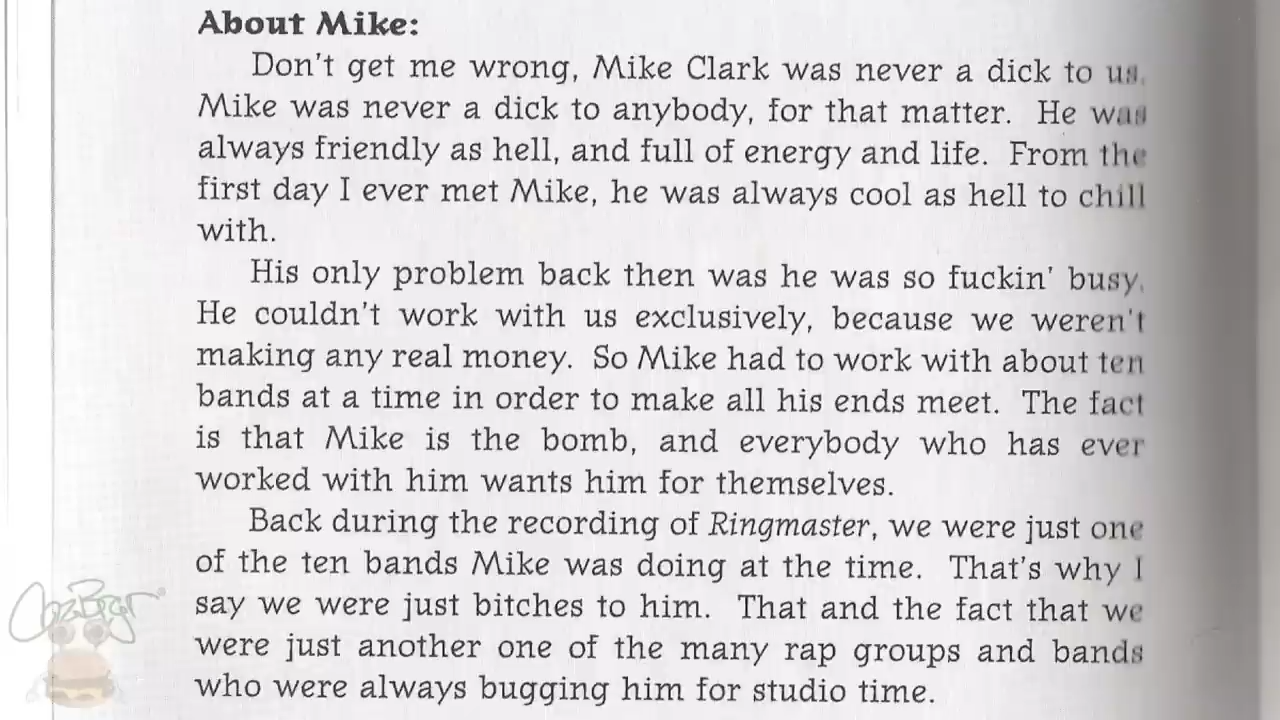 About Mike:
Don't get me wrong, Mike Clark was never a dick to us.
Mike was never a dick to anybody, for that matter. He was
always friendly as hell, and full of energy and life. From the
first day I ever met Mike, he was always cool as hell to chill
with.
His only problem back then was he was so fuckin' busy.
He couldn't work with us exclusively, because we weren't
making any real money. So Mike had to work with about ten
bands at a time in order to make all his ends meet. The fact
is that Mike is the bomb, and everybody who has ever
worked with him wants him for themselves.
Back during the recording of Ringmaster, we were just one
of the ten bands Mike was doing at the time. That's why I
say we were just bitches to him. That and the fact that we
were just another one of the many rap groups and bands
who were always bugging him for studio time.